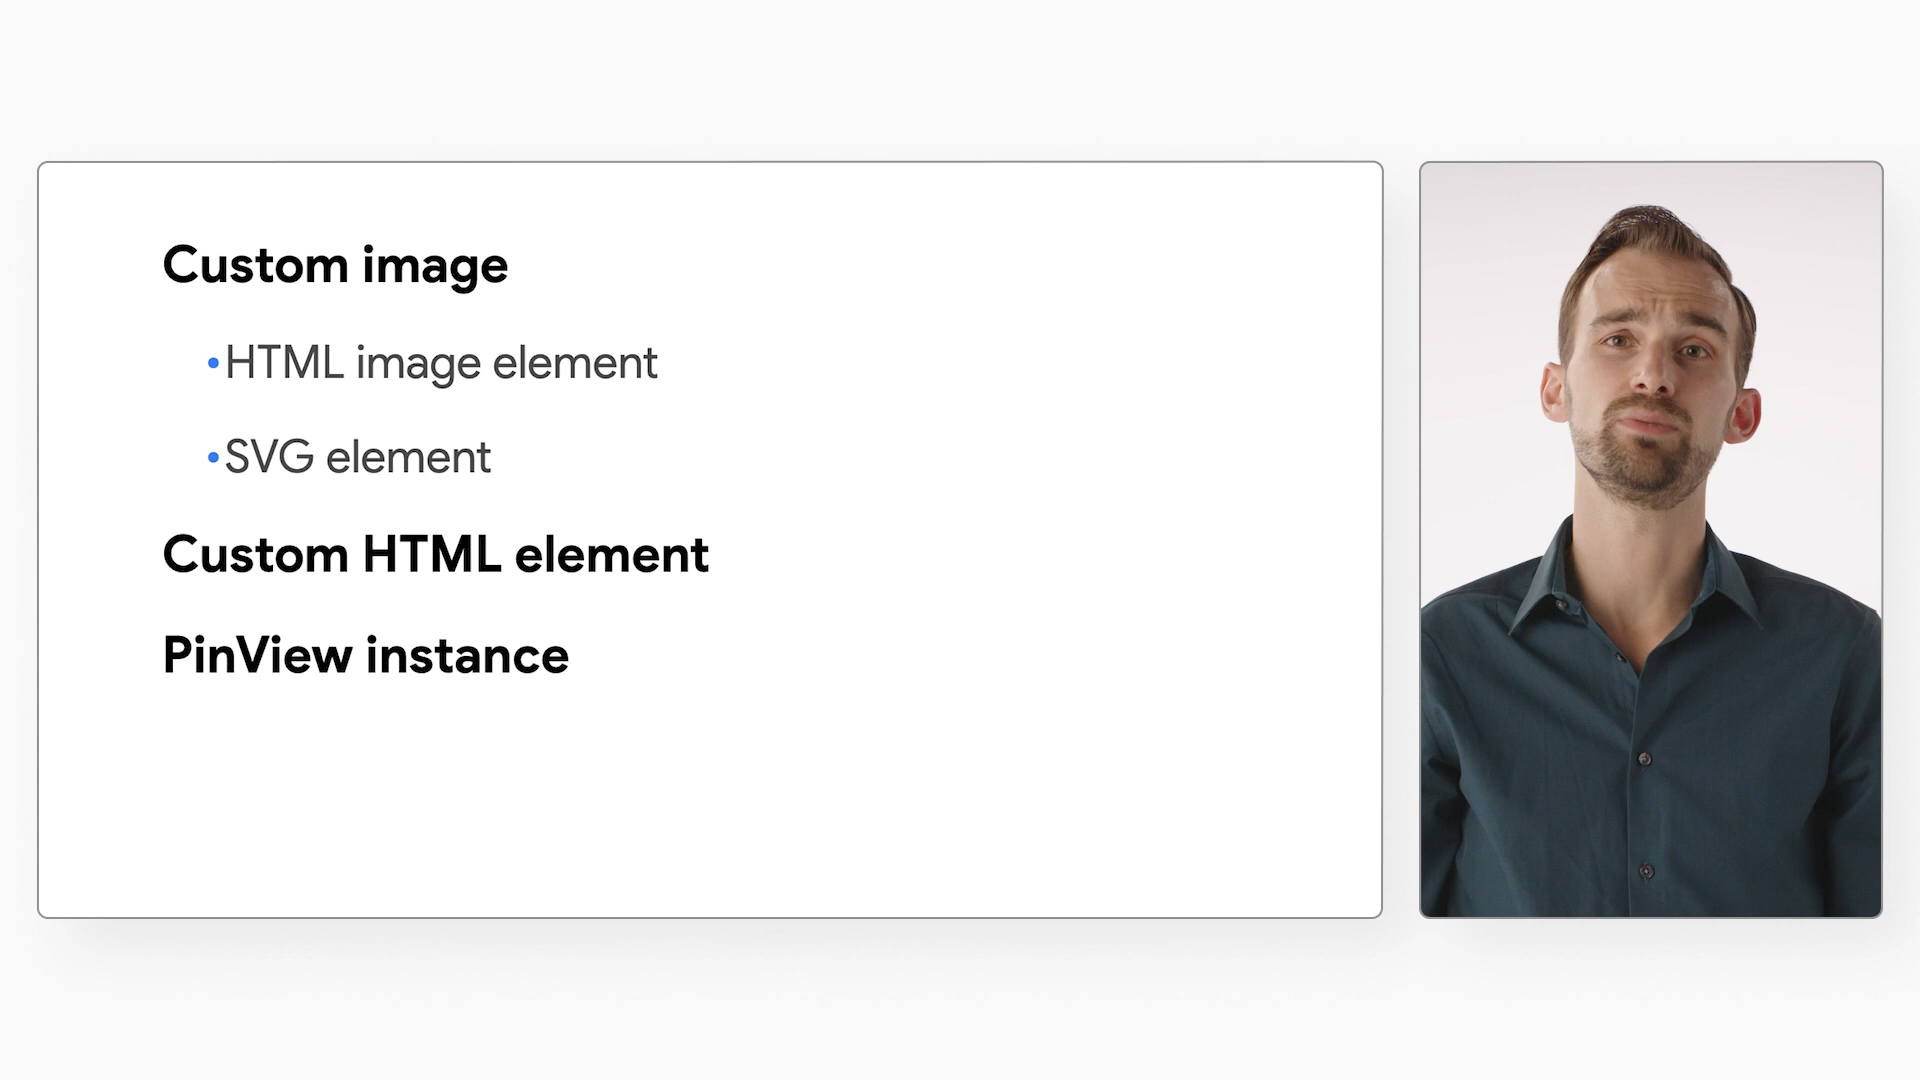 Custom image
•HTML image element
•SVG element
Custom HTML element
PinView instance